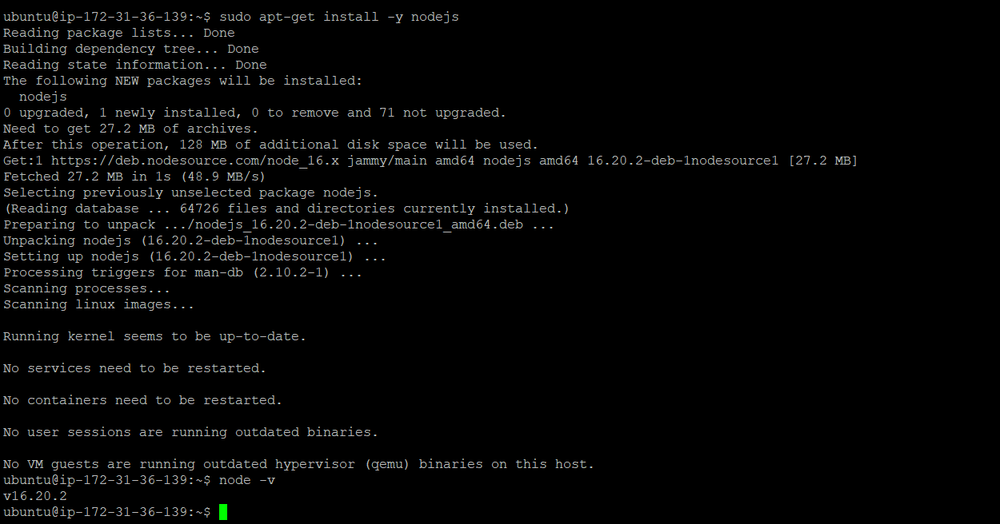 ubuntu@ip-172-31-36-139:~$ sudo apt-get install -y nodejs
Reading package lists... Done
Building dependency tree... Done
Reading state information... Done
The following NEW packages will be installed:
  nodejs
0 upgraded, 1 newly installed, 0 to remove and 71 not upgraded.
Need to get 27.2 MB of archives.
After this operation, 128 MB of additional disk space will be used.
Get:1 https://deb.nodesource.com/node_16.x jammy/main amd64 nodejs amd64 16.20.2-deb-1nodesource1 [27.2 MB]
Fetched 27.2 MB in 1s (48.9 MB/s)
Selecting previously unselected package nodejs.
(Reading database ... 64726 files and directories currently installed.)
Preparing to unpack .../nodejs_16.20.2-deb-1nodesource1_amd64.deb ...
Unpacking nodejs (16.20.2-deb-1nodesource1) ...
Setting up nodejs (16.20.2-deb-1nodesource1) ...
Processing triggers for man-db (2.10.2-1) ...
Scanning processes...
Scanning linux images...

Running kernel seems to be up-to-date.

No services need to be restarted.

No containers need to be restarted.

No user sessions are running outdated binaries.

No VM guests are running outdated hypervisor (qemu) binaries on this host.
ubuntu@ip-172-31-36-139:~$ node -v
v16.20.2
ubuntu@ip-172-31-36-139:~$